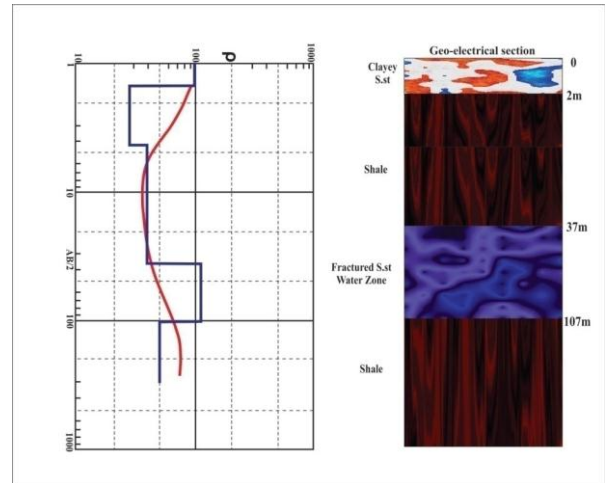 10
100
ρ
1000
1
10
AB/2
100
1000
Geo-electrical section
Clayey
S.st
0
2m
Shale
37m
Fractured S.st
Water Zone
107m
Shale